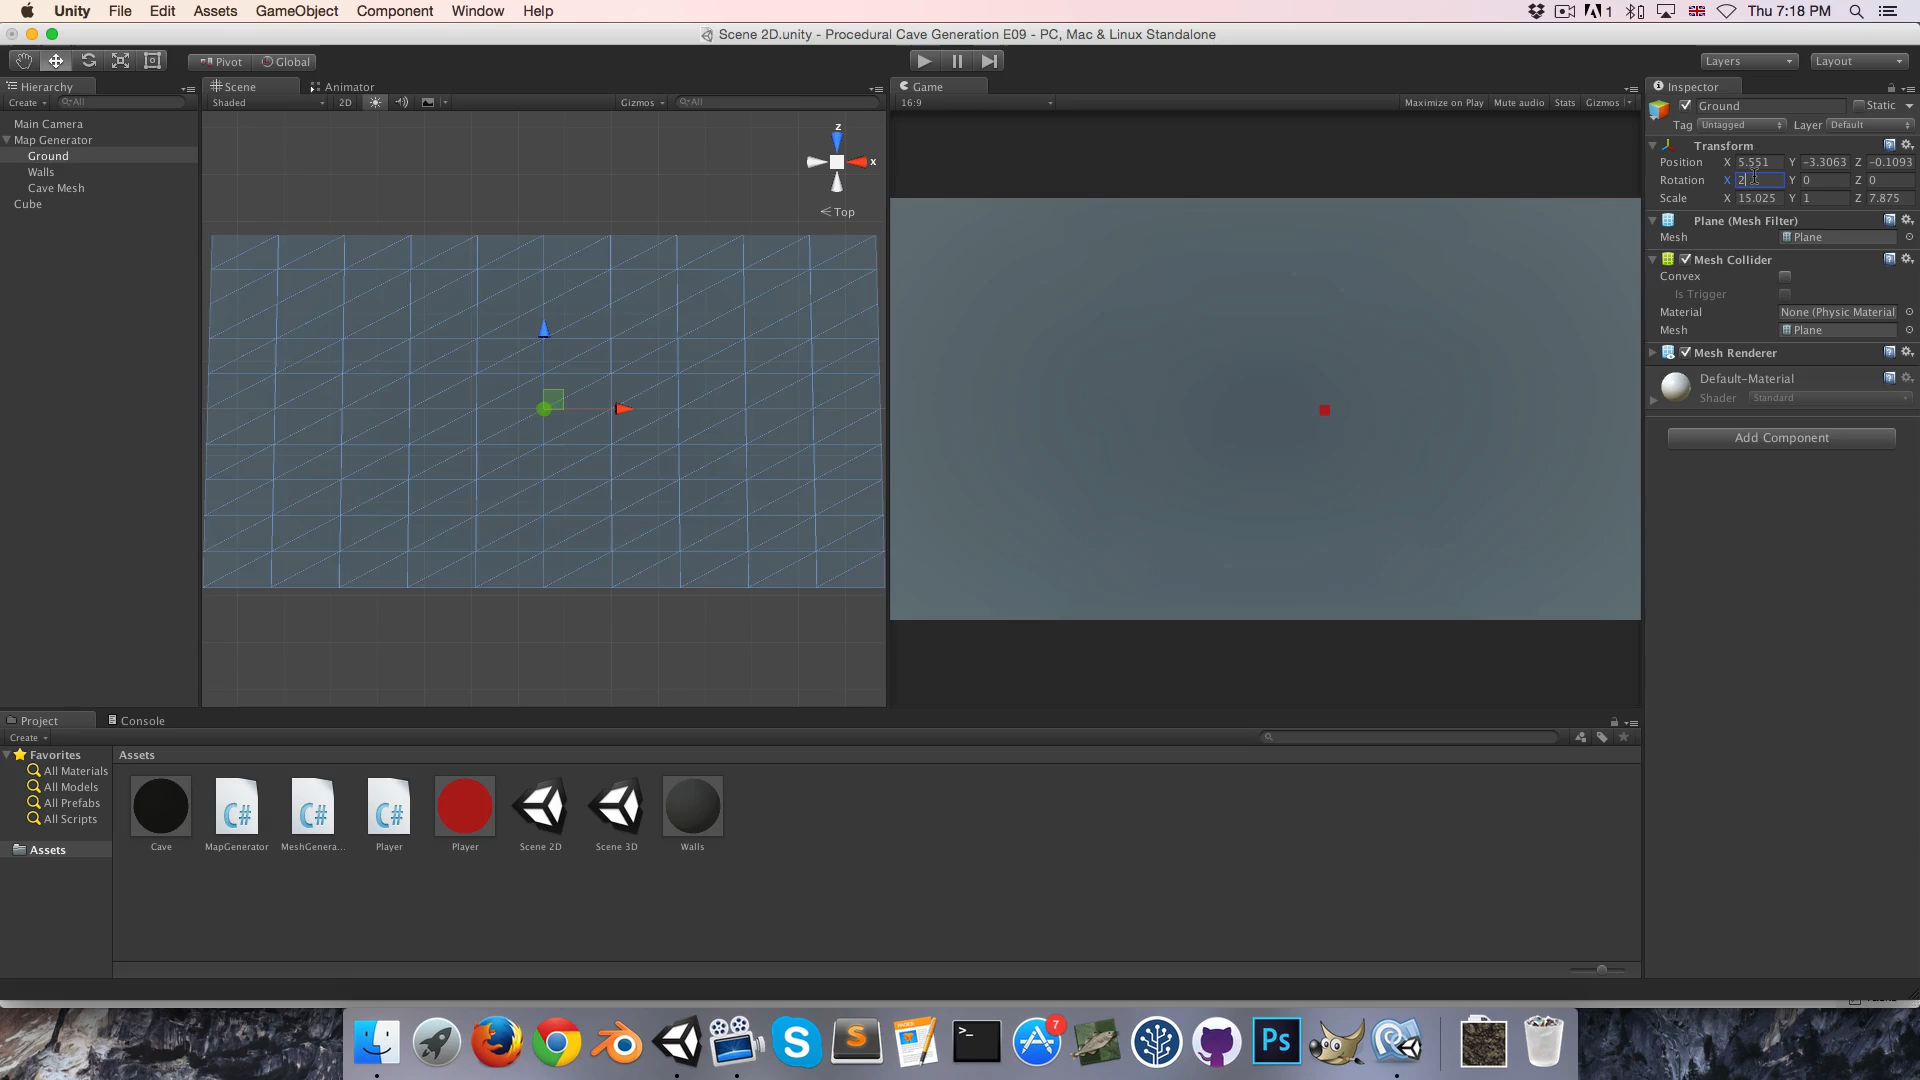 Unity File Edit Assets GameObject Component Window Help
1 Thu 7:18 PM
Scene 2D.unity - Procedural Cave Generation E09 - PC, Mac & Linux Standalone
Pivot Global Layers Layout
Hierarchy Scene Animator Game Inspector
Create All Shaded 2D Gizmos All 16:9 Maximize on Play Mute audio Stats Gizmos
Ground Static
Tag Untagged Layer Default
Main Camera
Map Generator
Ground
Walls
Cave Mesh
Cube
z
x
Top
Transform
Position X 5.551 Y -3.3063 Z -0.1093
Rotation X 2 Y 0 Z 0
Scale X 15.025 Y 1 Z 7.875
Plane (Mesh Filter)
Mesh Plane
Mesh Collider
Convex
Is Trigger
Material None (Physic Material
Mesh Plane
Mesh Renderer
Default-Material
Shader Standard
Add Component
Project Console
Create
Favorites
All Materials
All Models
All Prefabs
All Scripts
Assets
Assets
Cave MapGenerator MeshGenera... Player Player Scene 2D Scene 3D Walls
C# C# C#
7
S
>_
Ps